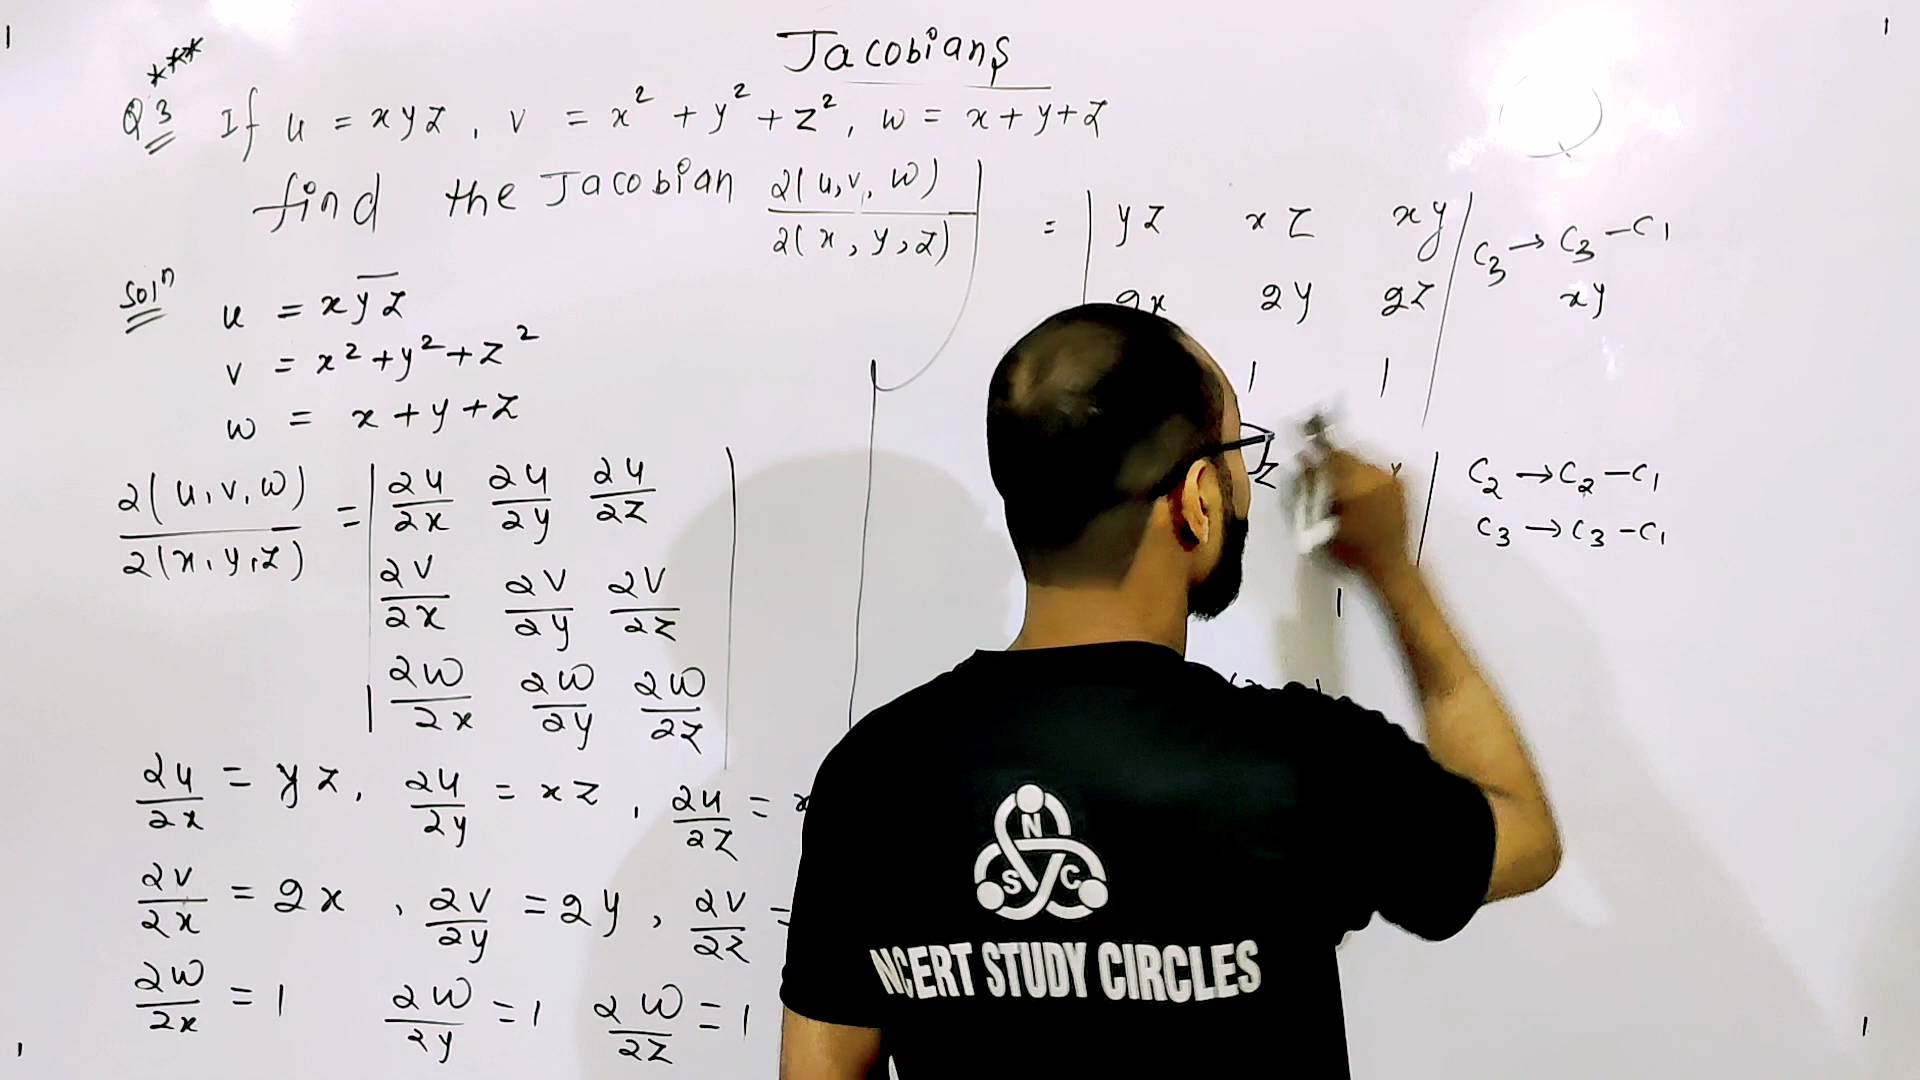 Jacobians
***
Q3 If u = xyz, v = x² + y² + z², w = x+y+z
find the Jacobian ∂(u,v,w)/∂(x,y,z)
Soln u = xyz
v = x²+y²+z²
w = x+y+z
∂(u,v,w)/∂(x,y,z) = | ∂u/∂x ∂u/∂y ∂u/∂z |
| ∂v/∂x ∂v/∂y ∂v/∂z |
| ∂w/∂x ∂w/∂y ∂w/∂z |
∂u/∂x = yz, ∂u/∂y = xz, ∂u/∂z =
∂v/∂x = 2x, ∂v/∂y = 2y, ∂v/∂z =
∂w/∂x = 1 ∂w/∂y = 1 ∂w/∂z = 1
= | yz xz xy | C3 → C3 - C1
2x 2y 2z | xy
1 1 |
z | C2 → C2 - C1
C3 → C3 - C1
1
N
S C
NCERT STUDY CIRCLES